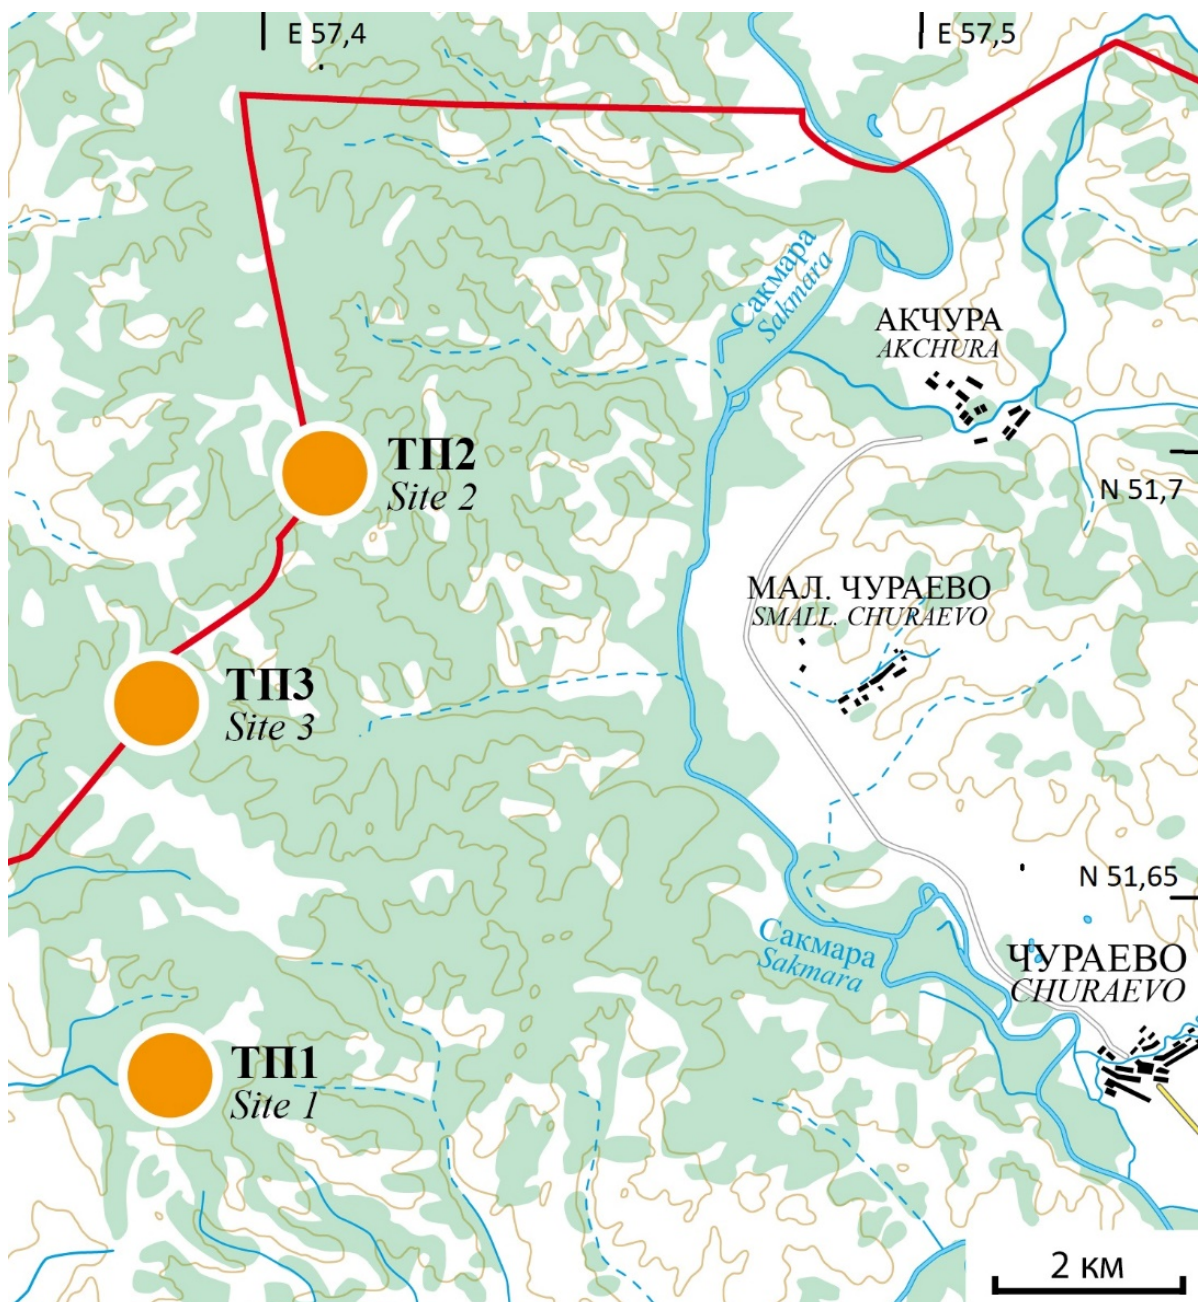 E 57,4
E 57,5
Сакмара
Sakmara
АКЧУРА
AKCHURA
ТП2
Site 2
N 51,7
МАЛ. ЧУРАЕВО
SMALL. CHURAEVO
ТП3
Site 3
N 51,65
Сакмара
Sakmara
ЧУРАЕВО
CHURAEVO
ТП1
Site 1
2 км